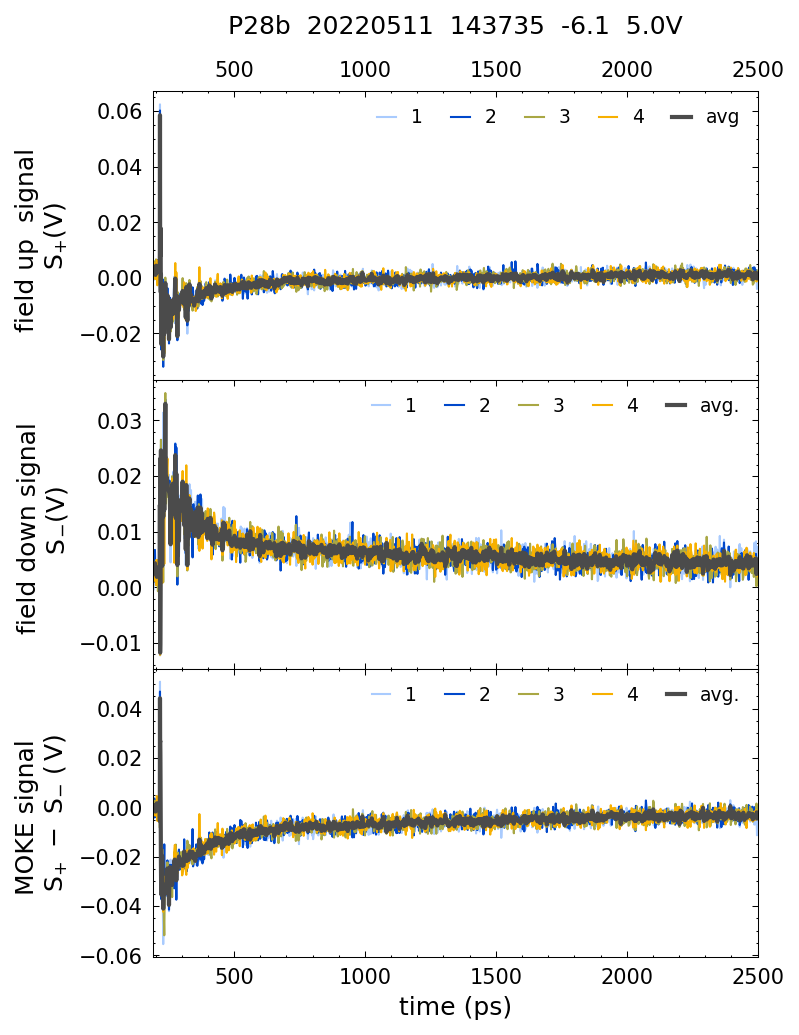 P28b  20220511  143735  -6.1  5.0V
500 1000 1500 2000 2500
1 2 3 4 avg
field up  signal
S+(V)
0.06
0.04
0.02
0.00
−0.02
1 2 3 4 avg.
field down signal
S−(V)
0.03
0.02
0.01
0.00
−0.01
1 2 3 4 avg.
MOKE signal
S+ − S− ( V)
0.04
0.02
0.00
−0.02
−0.04
−0.06
500 1000 1500 2000 2500
time (ps)